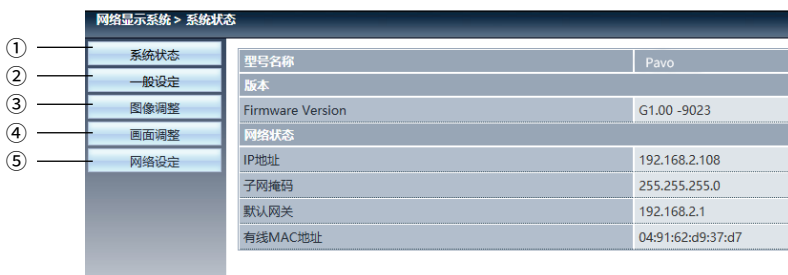 网络显示系统 > 系统状态
① 系统状态
② 一般设定
③ 图像调整
④ 画面调整
⑤ 网络设定
型号名称 Pavo
版本
Firmware Version G1.00 -9023
网络状态
IP地址 192.168.2.108
子网掩码 255.255.255.0
默认网关 192.168.2.1
有线MAC地址 04:91:62:d9:37:d7